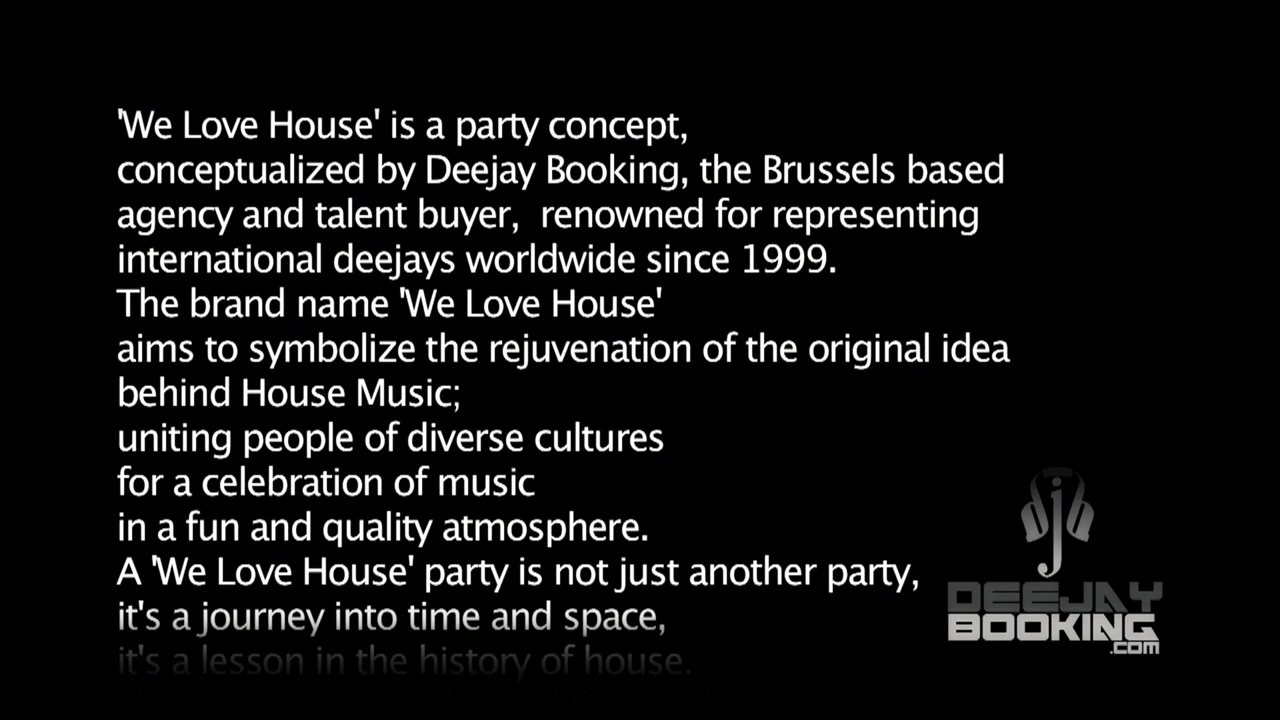 'We Love House' is a party concept,
conceptualized by Deejay Booking, the Brussels based
agency and talent buyer,  renowned for representing
international deejays worldwide since 1999.
The brand name 'We Love House'
aims to symbolize the rejuvenation of the original idea
behind House Music;
uniting people of diverse cultures
for a celebration of music
in a fun and quality atmosphere.
A 'We Love House' party is not just another party,
it's a journey into time and space,
it's a lesson in the history of house.
DEEJAY
BOOKING
.COM